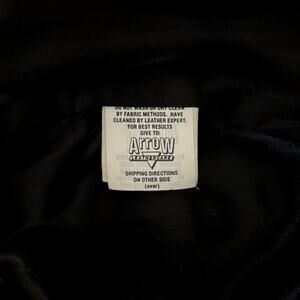 DO NOT WASH OR DRY CLEAN
BY FABRIC METHODS. HAVE
CLEANED BY LEATHER EXPERT.
FOR BEST RESULTS
GIVE TO:
ARROW
LEATHERCARE
SHIPPING DIRECTIONS
ON OTHER SIDE
(over)